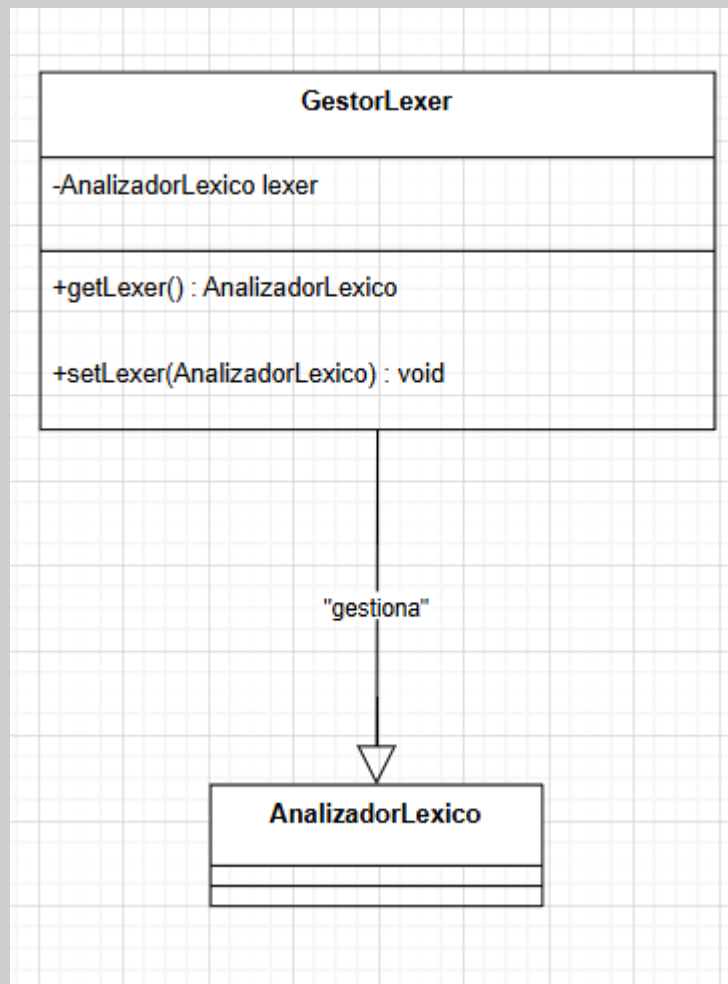 GestorLexer
-AnalizadorLexico lexer
+getLexer() : AnalizadorLexico
+setLexer(AnalizadorLexico) : void
"gestiona"
AnalizadorLexico